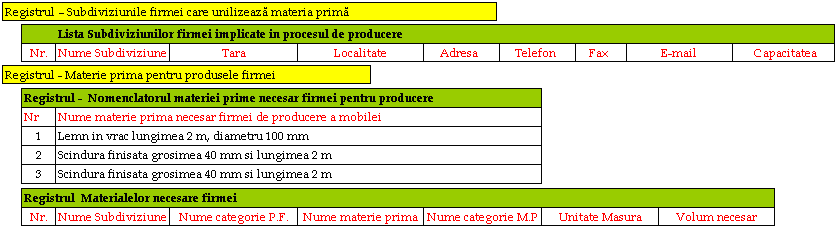 Registrul – Subdiviziunile firmei care unilizează materia primă
Lista Subdiviziunilor firmei implicate in procesul de producere
Nr. Nume Subdiviziune Tara Localitate Adresa Telefon Fax E-mail Capacitatea
Registrul - Materie prima pentru produsele firmei
Registrul - Nomenclatorul materiei prime necesar firmei pentru producere
Nr Nume materie prima necesar firmei de producere a mobilei
1 Lemn in vrac lungimea 2 m, diametru 100 mm
2 Scindura finisata grosimea 40 mm si lungimea 2 m
3 Scindura finisata grosimea 40 mm si lungimea 2 m
Registrul Materialelor necesare firmei
Nr. Nume Subdiviziune Nume categorie P.F. Nume materie prima Nume categorie M.P Unitate Masura Volum necesar